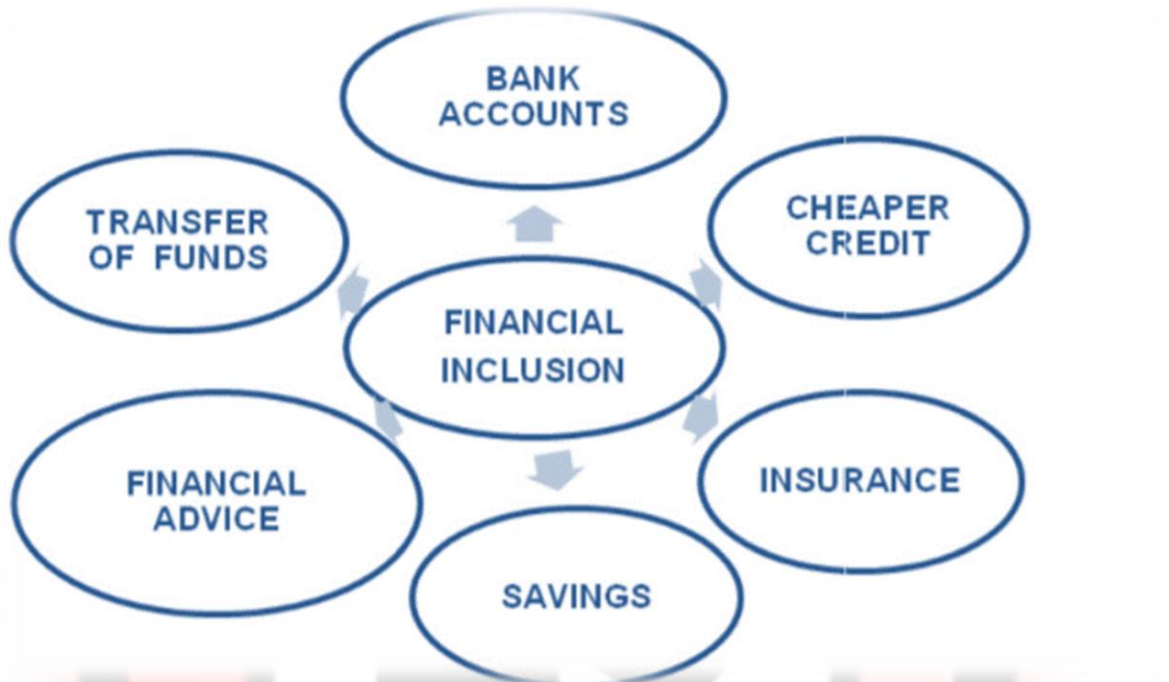 BANK
ACCOUNTS
TRANSFER
OF FUNDS
CHEAPER
CREDIT
FINANCIAL
INCLUSION
FINANCIAL
ADVICE
INSURANCE
SAVINGS